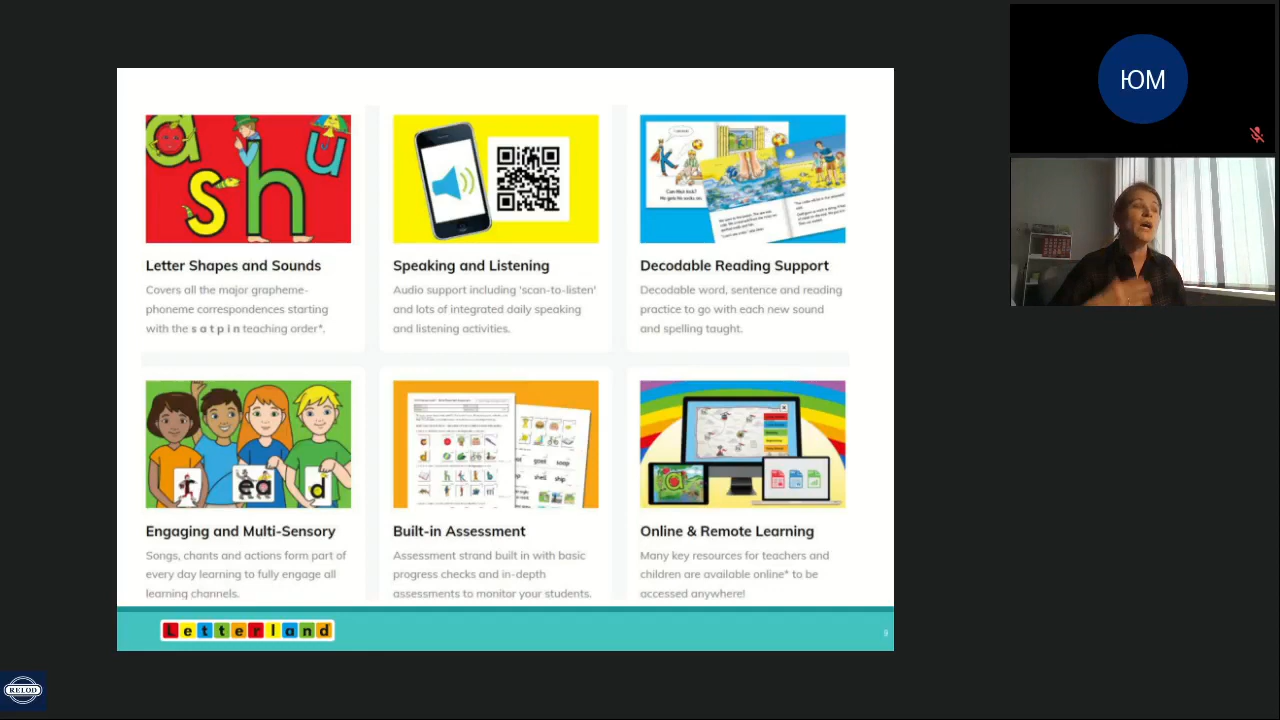 ЮМ
a
s
h
u
Letter Shapes and Sounds
Covers all the major grapheme-
phoneme correspondences starting
with the s a t p i n teaching order*.
Speaking and Listening
Audio support including 'scan-to-listen'
and lots of integrated daily speaking
and listening activities.
Decodable Reading Support
Decodable word, sentence and reading
practice to go with each new sound
and spelling taught.
ea
d
Engaging and Multi-Sensory
Songs, chants and actions form part of
every day learning to fully engage all
learning channels.
shell
ship
Built-in Assessment
Assessment strand built in with basic
progress checks and in-depth
assessments to monitor your students.
a
Online & Remote Learning
Many key resources for teachers and
children are available online* to be
accessed anywhere!
Letterland
RELOD